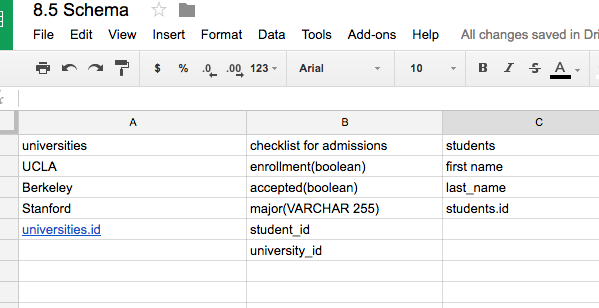 8.5 Schema
File Edit View Insert Format Data Tools Add-ons Help All changes saved in Dri
$ % .0 .00 123 Arial 10 B I S A
A B C
universities checklist for admissions students
UCLA enrollment(boolean) first name
Berkeley accepted(boolean) last_name
Stanford major(VARCHAR 255) students.id
universities.id student_id
university_id